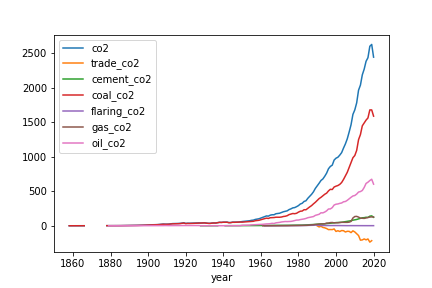 co2
trade_co2
cement_co2
coal_co2
flaring_co2
gas_co2
oil_co2
2500
2000
1500
1000
500
0
1860 1880 1900 1920 1940 1960 1980 2000 2020
year